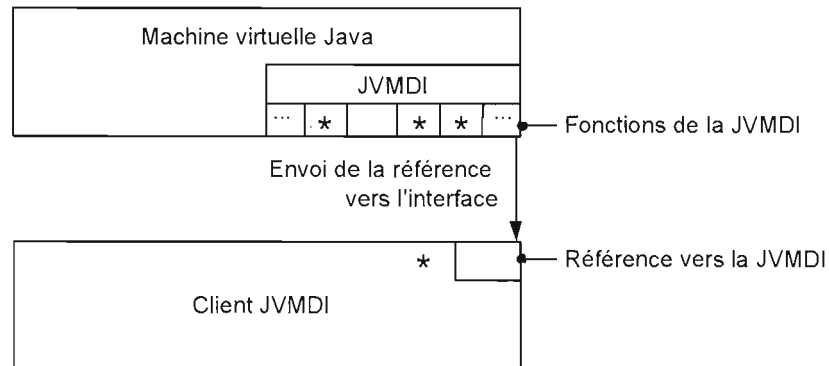 Machine virtuelle Java
JVMDI
... * * * ...
Fonctions de la JVMDI
Envoi de la référence
vers l'interface
* Référence vers la JVMDI
Client JVMDI